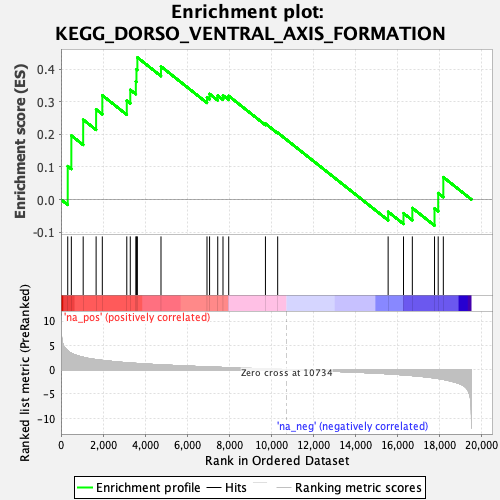 Enrichment plot:
KEGG_DORSO_VENTRAL_AXIS_FORMATION
Enrichment score (ES)
0.4
0.3
0.2
0.1
0.0
-0.1
'na_pos' (positively correlated)
Ranked list metric (PreRanked)
10
5
0
-5
-10
Zero cross at 10734
'na_neg' (negatively correlated)
0
2,000
4,000
6,000
8,000
10,000
12,000
14,000
16,000
18,000
20,000
Rank in Ordered Dataset
Enrichment profile
Hits
Ranking metric scores